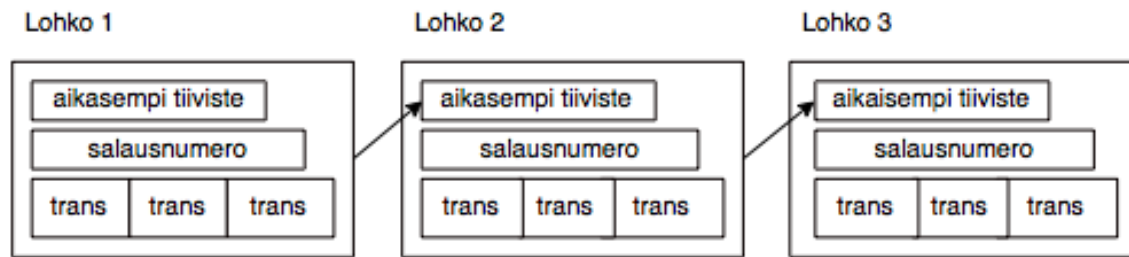 Lohko 1
Lohko 2
Lohko 3
aikasempi tiiviste
aikasempi tiiviste
aikaisempi tiiviste
salausnumero
salausnumero
salausnumero
trans trans trans
trans trans trans
trans trans trans